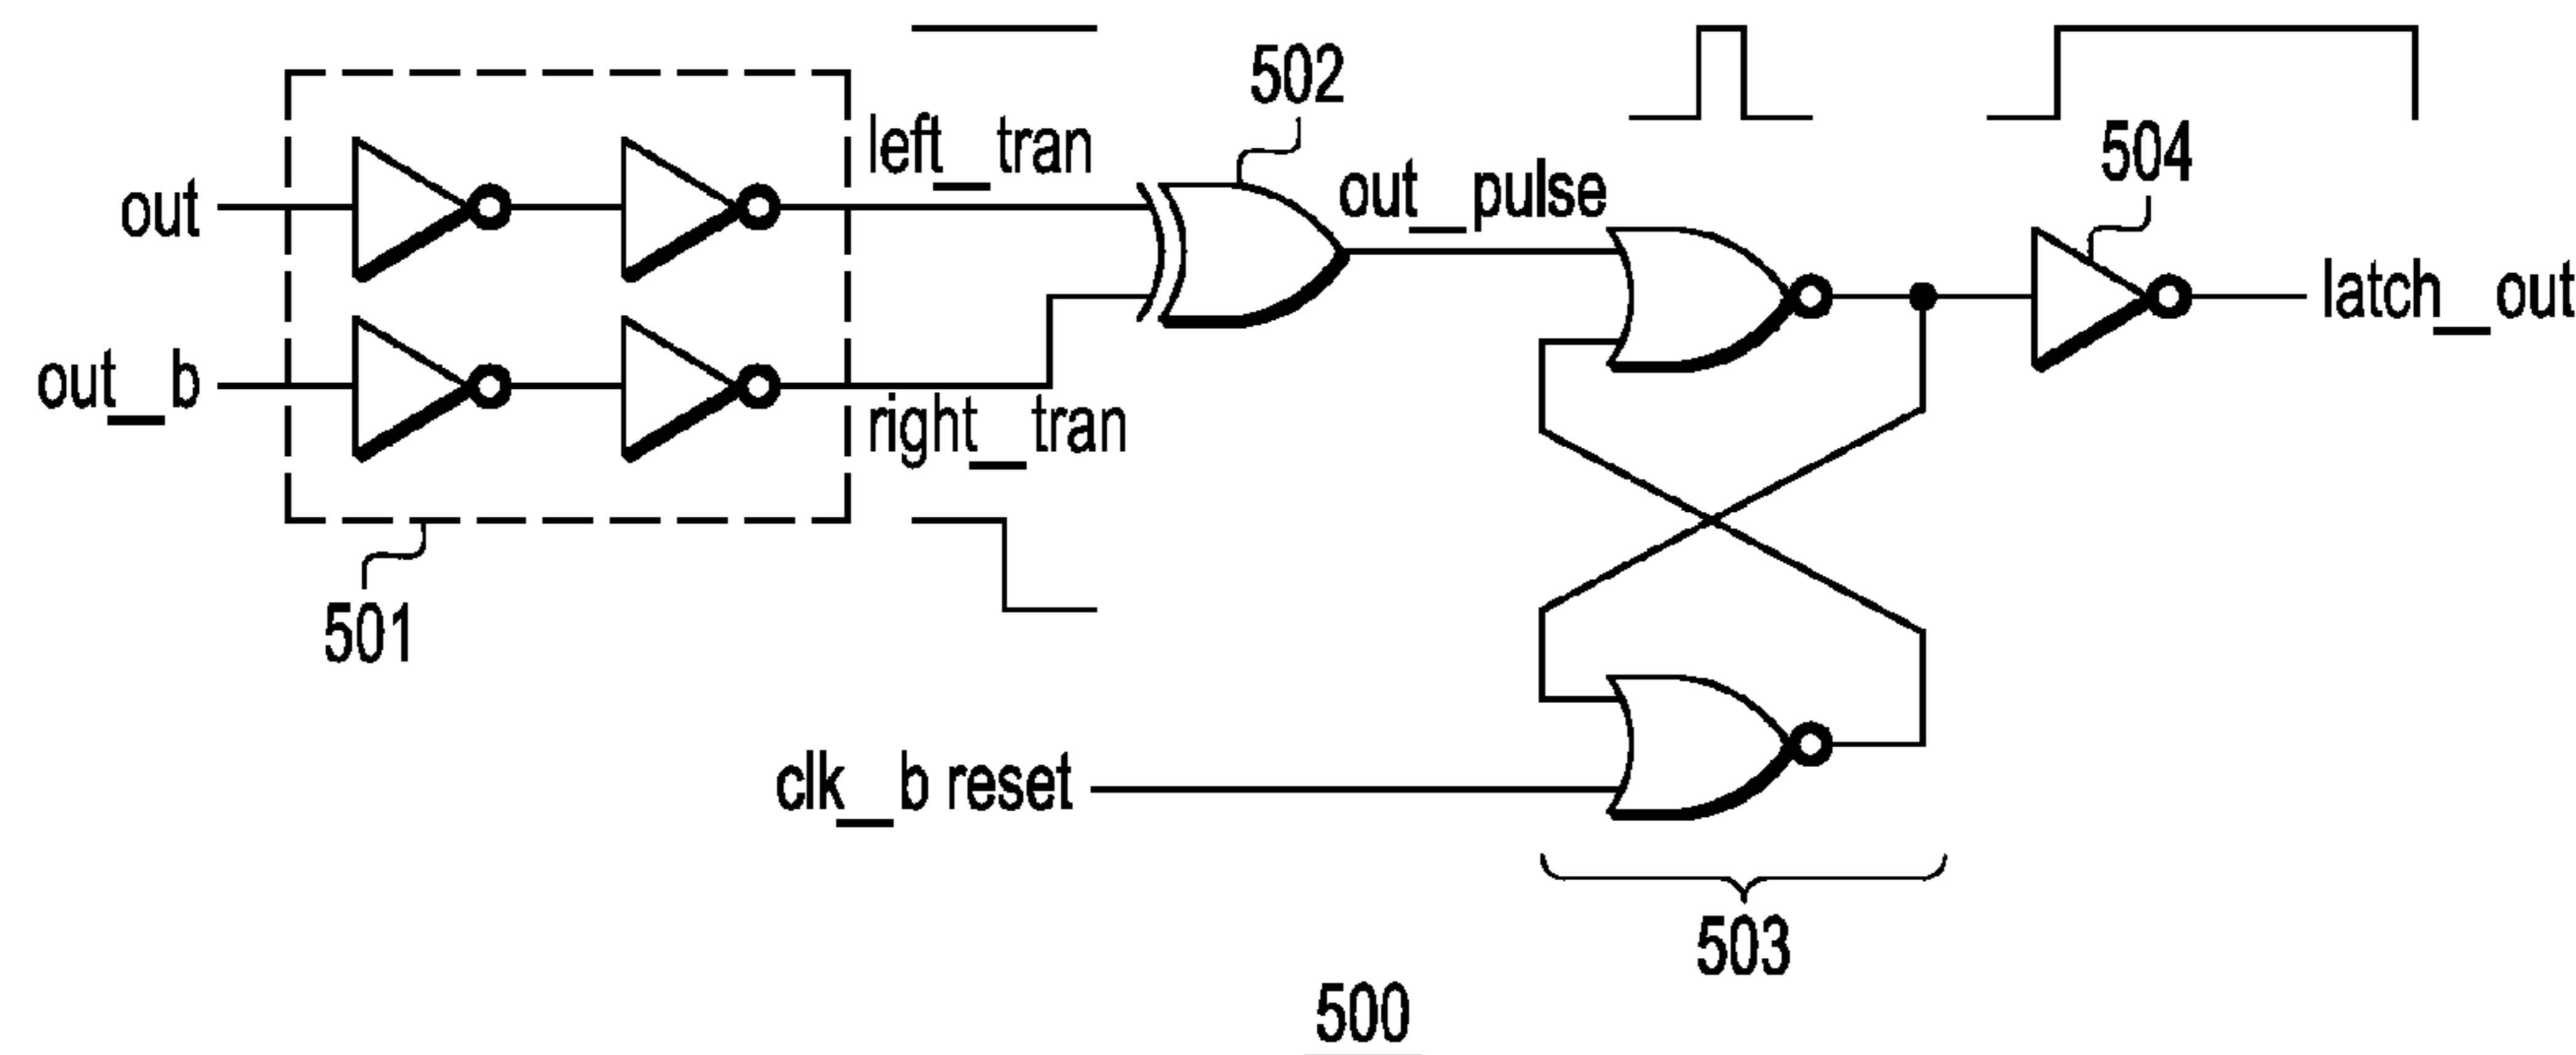 502
504
left_tran
out_pulse
out
latch_out
out_b
right_tran
501
clk_b reset
503
500